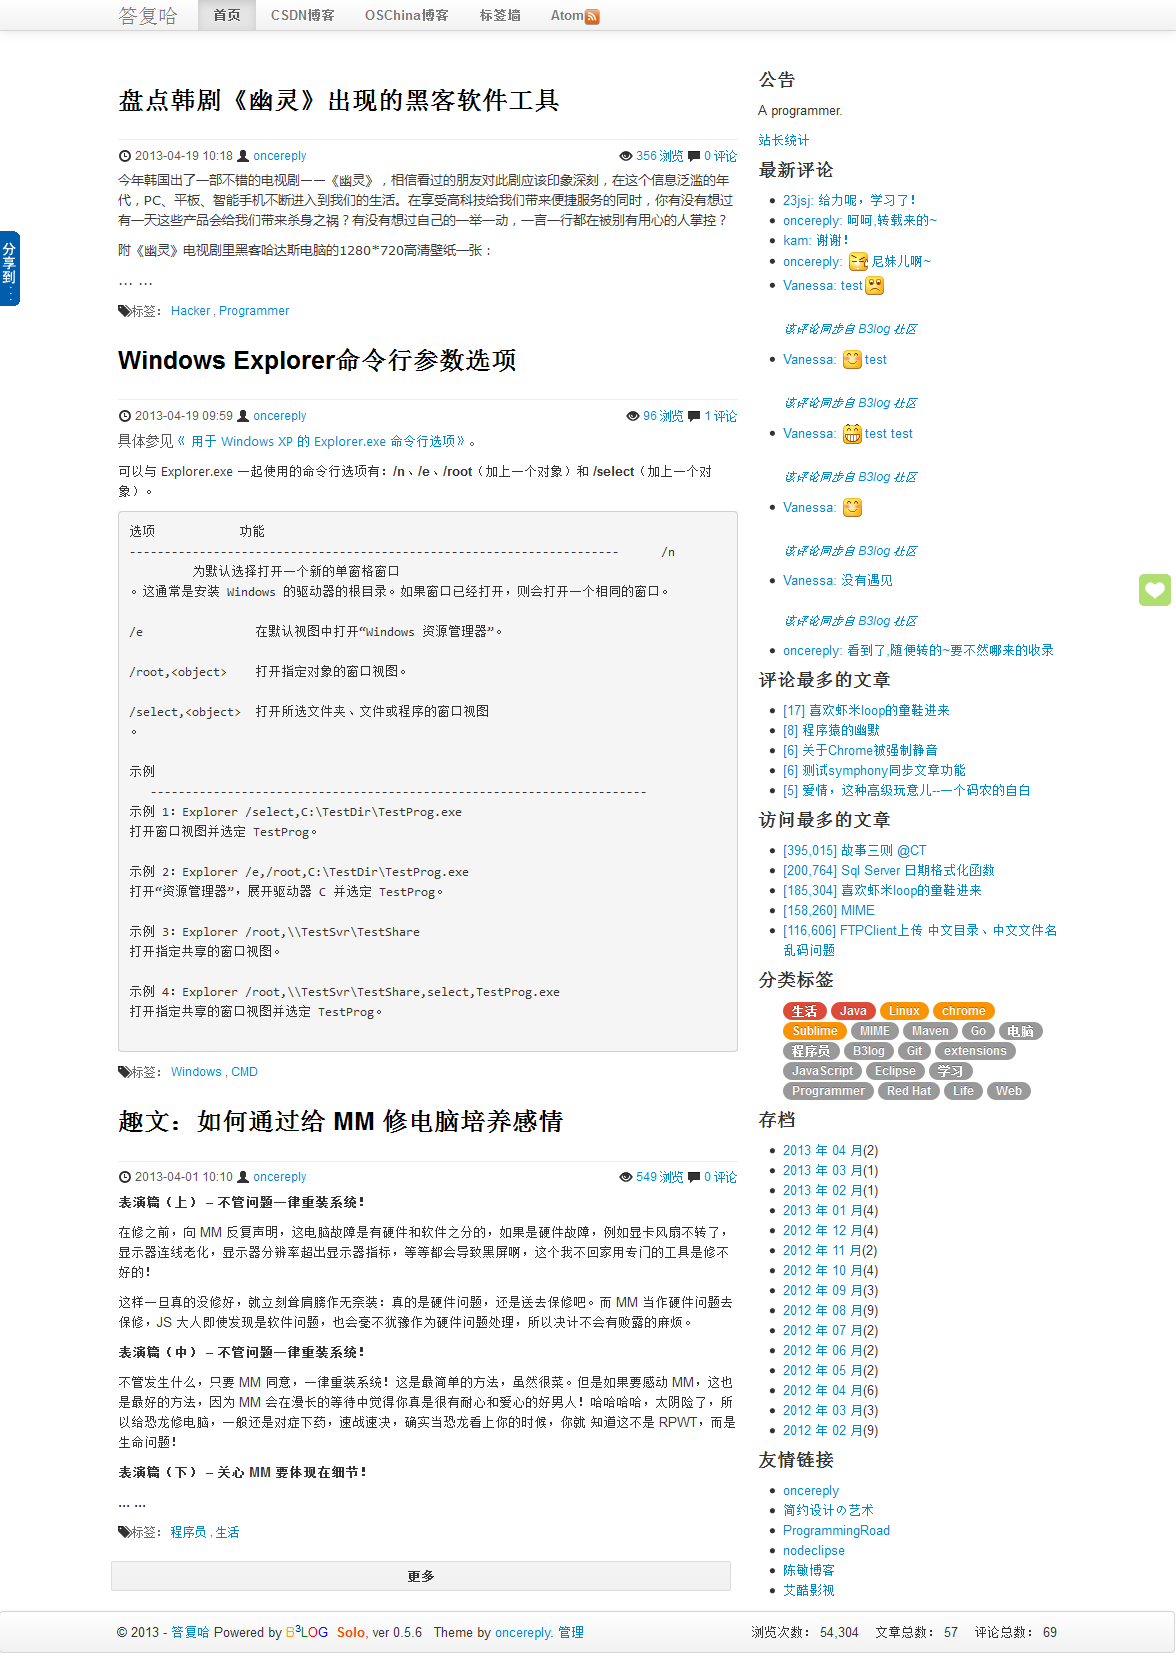 答复哈 首页 CSDN博客 OSChina博客 标签墙 Atom
盘点韩剧《幽灵》出现的黑客软件工具
2013-04-19 10:18 oncereply 356 浏览 0 评论
今年韩国出了一部不错的电视剧——《幽灵》，相信看过的朋友对此剧应该印象深刻，在这个信息泛滥的年
代，PC、平板、智能手机不断进入到我们的生活。在享受高科技给我们带来便捷服务的同时，你有没有想过
有一天这些产品会给我们带来杀身之祸？有没有想过自己的一举一动，一言一行都在被别有用心的人掌控？
附《幽灵》电视剧里黑客哈达斯电脑的1280*720高清壁纸一张：
... ...
标签： Hacker , Programmer
Windows Explorer命令行参数选项
2013-04-19 09:59 oncereply 96 浏览 1 评论
具体参见《 用于 Windows XP 的 Explorer.exe 命令行选项》。
可以与 Explorer.exe 一起使用的命令行选项有：/n、/e、/root（加上一个对象）和 /select（加上一个对
象）。
选项 功能
---------------------------------------------------------------------- /n
为默认选择打开一个新的单窗格窗口
。这通常是安装 Windows 的驱动器的根目录。如果窗口已经打开，则会打开一个相同的窗口。
/e 在默认视图中打开“Windows 资源管理器”。
/root,<object> 打开指定对象的窗口视图。
/select,<object> 打开所选文件夹、文件或程序的窗口视图
。
示例
-----------------------------------------------------------------------
示例 1：Explorer /select,C:\TestDir\TestProg.exe
打开窗口视图并选定 TestProg。
示例 2：Explorer /e,/root,C:\TestDir\TestProg.exe
打开“资源管理器”，展开驱动器 C 并选定 TestProg。
示例 3：Explorer /root,\\TestSvr\TestShare
打开指定共享的窗口视图。
示例 4：Explorer /root,\\TestSvr\TestShare,select,TestProg.exe
打开指定共享的窗口视图并选定 TestProg。
标签： Windows , CMD
趣文：如何通过给 MM 修电脑培养感情
2013-04-01 10:10 oncereply 549 浏览 0 评论
表演篇（上） – 不管问题一律重装系统！
在修之前，向 MM 反复声明，这电脑故障是有硬件和软件之分的，如果是硬件故障，例如显卡风扇不转了，
显示器连线老化，显示器分辨率超出显示器指标，等等都会导致黑屏啊，这个我不回家用专门的工具是修不
好的！
这样一旦真的没修好，就立刻耸肩膀作无奈装：真的是硬件问题，还是送去保修吧。而 MM 当作硬件问题去
保修，JS 大人即使发现是软件问题，也会毫不犹豫作为硬件问题处理，所以决计不会有败露的麻烦。
表演篇（中） – 不管问题一律重装系统！
不管发生什么，只要 MM 同意，一律重装系统！这是最简单的方法，虽然很菜。但是如果要感动 MM，这也
是最好的方法，因为 MM 会在漫长的等待中觉得你真是很有耐心和爱心的好男人！哈哈哈哈，太阴险了，所
以给恐龙修电脑，一般还是对症下药，速战速决，确实当恐龙看上你的时候，你就 知道这不是 RPWT，而是
生命问题！
表演篇（下） – 关心 MM 要体现在细节！
... ...
标签： 程序员 , 生活
更多
公告
A programmer.
站长统计
最新评论
23jsj: 给力呢，学习了！
oncereply: 呵呵,转载来的~
kam: 谢谢！
oncereply: 尼妹儿啊~
Vanessa: test
该评论同步自 B3log 社区
Vanessa: test
该评论同步自 B3log 社区
Vanessa: test test
该评论同步自 B3log 社区
Vanessa:
该评论同步自 B3log 社区
Vanessa: 没有遇见
该评论同步自 B3log 社区
oncereply: 看到了,随便转的~要不然哪来的收录
评论最多的文章
[17] 喜欢虾米loop的童鞋进来
[8] 程序猿的幽默
[6] 关于Chrome被强制静音
[6] 测试symphony同步文章功能
[5] 爱情，这种高级玩意儿--一个码农的自白
访问最多的文章
[395,015] 故事三则 @CT
[200,764] Sql Server 日期格式化函数
[185,304] 喜欢虾米loop的童鞋进来
[158,260] MIME
[116,606] FTPClient上传 中文目录、中文文件名
乱码问题
分类标签
生活 Java Linux chrome
Sublime MIME Maven Go 电脑
程序员 B3log Git extensions
JavaScript Eclipse 学习
Programmer Red Hat Life Web
存档
2013 年 04 月(2)
2013 年 03 月(1)
2013 年 02 月(1)
2013 年 01 月(4)
2012 年 12 月(4)
2012 年 11 月(2)
2012 年 10 月(4)
2012 年 09 月(3)
2012 年 08 月(9)
2012 年 07 月(2)
2012 年 06 月(2)
2012 年 05 月(2)
2012 年 04 月(6)
2012 年 03 月(3)
2012 年 02 月(9)
友情链接
oncereply
简约设计の艺术
ProgrammingRoad
nodeclipse
陈敏博客
艾酷影视
分享到：
© 2013 - 答复哈 Powered by B3LOG Solo, ver 0.5.6 Theme by oncereply. 管理 浏览次数： 54,304 文章总数： 57 评论总数： 69